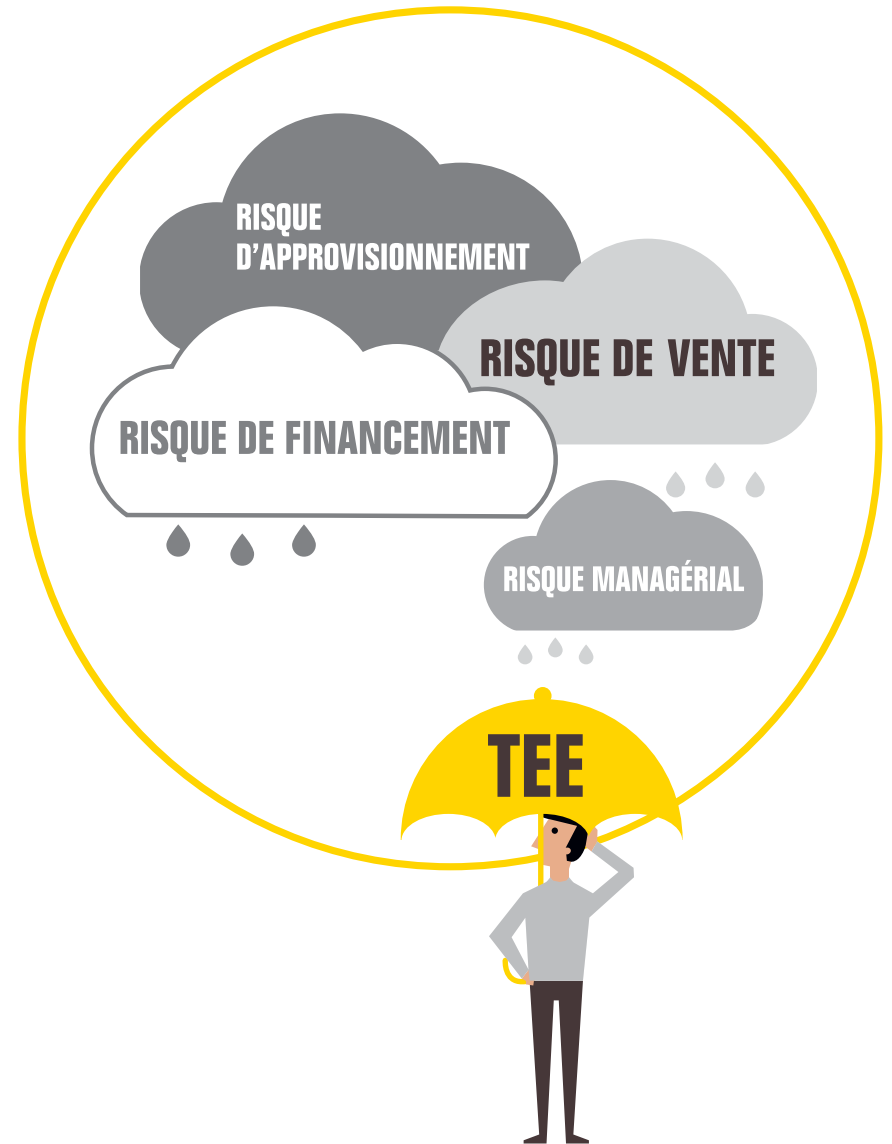 RISQUE
D’APPROVISIONNEMENT
RISQUE DE VENTE
RISQUE DE FINANCEMENT
RISQUE MANAGÉRIAL
TEE